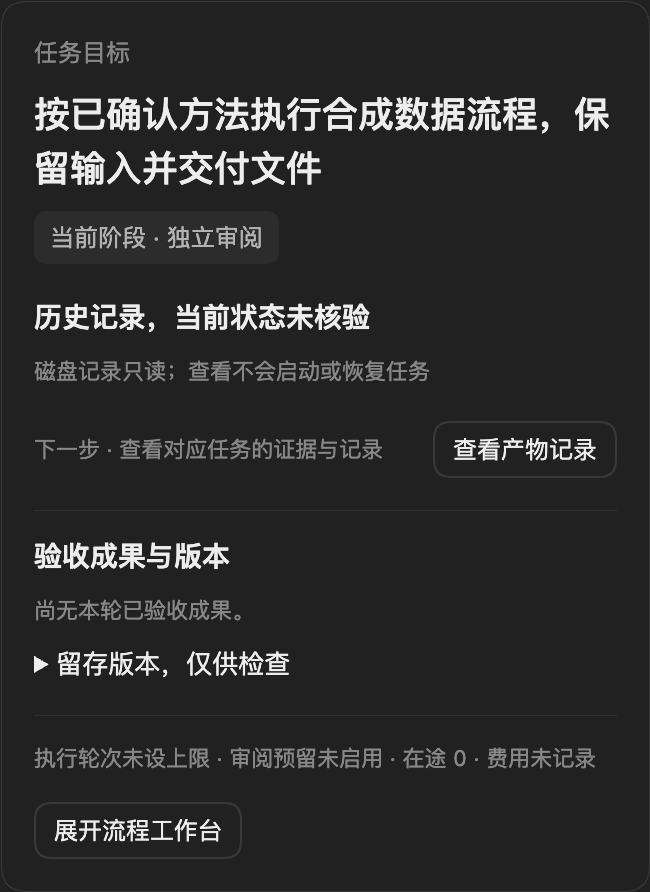 任务目标
按已确认方法执行合成数据流程，保
留输入并交付文件
当前阶段 · 独立审阅
历史记录，当前状态未核验
磁盘记录只读；查看不会启动或恢复任务
下一步 · 查看对应任务的证据与记录
查看产物记录
验收成果与版本
尚无本轮已验收成果。
▶ 留存版本，仅供检查
执行轮次未设上限 · 审阅预留未启用 · 在途 0 · 费用未记录
展开流程工作台